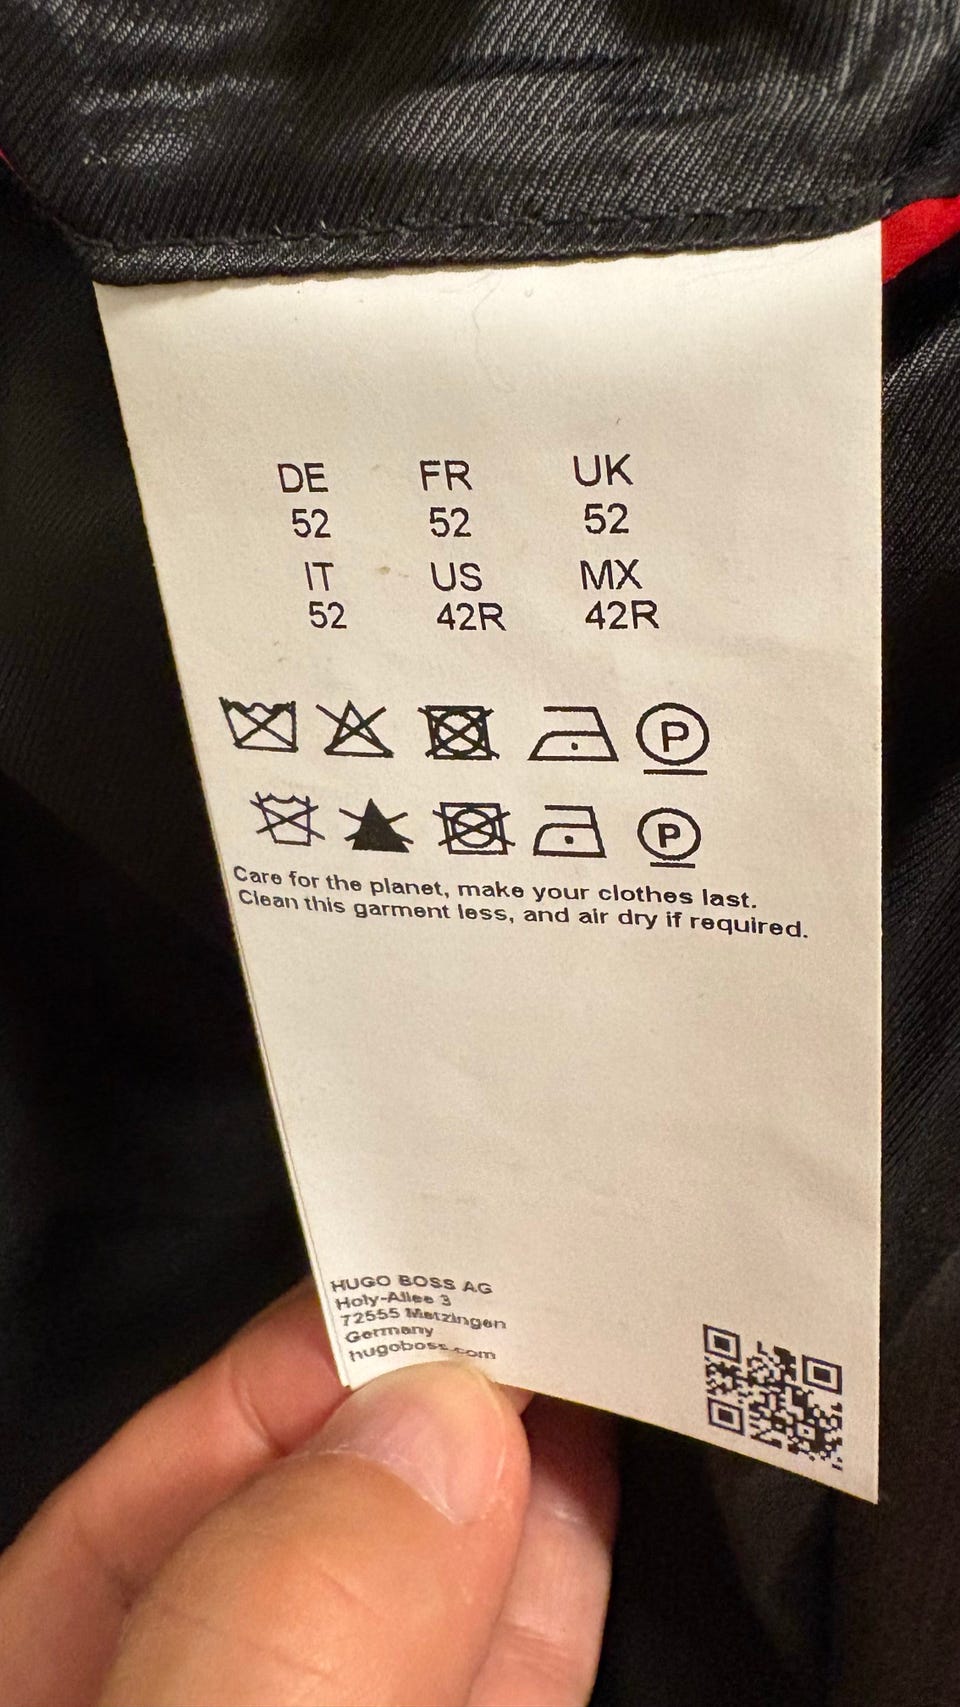 DE FR UK
52 52 52
IT US MX
52 42R 42R
P
P
Care for the planet, make your clothes last.
Clean this garment less, and air dry if required.
HUGO BOSS AG
Holy-Allee 3
72555 Metzingen
Germany
hugoboss.com